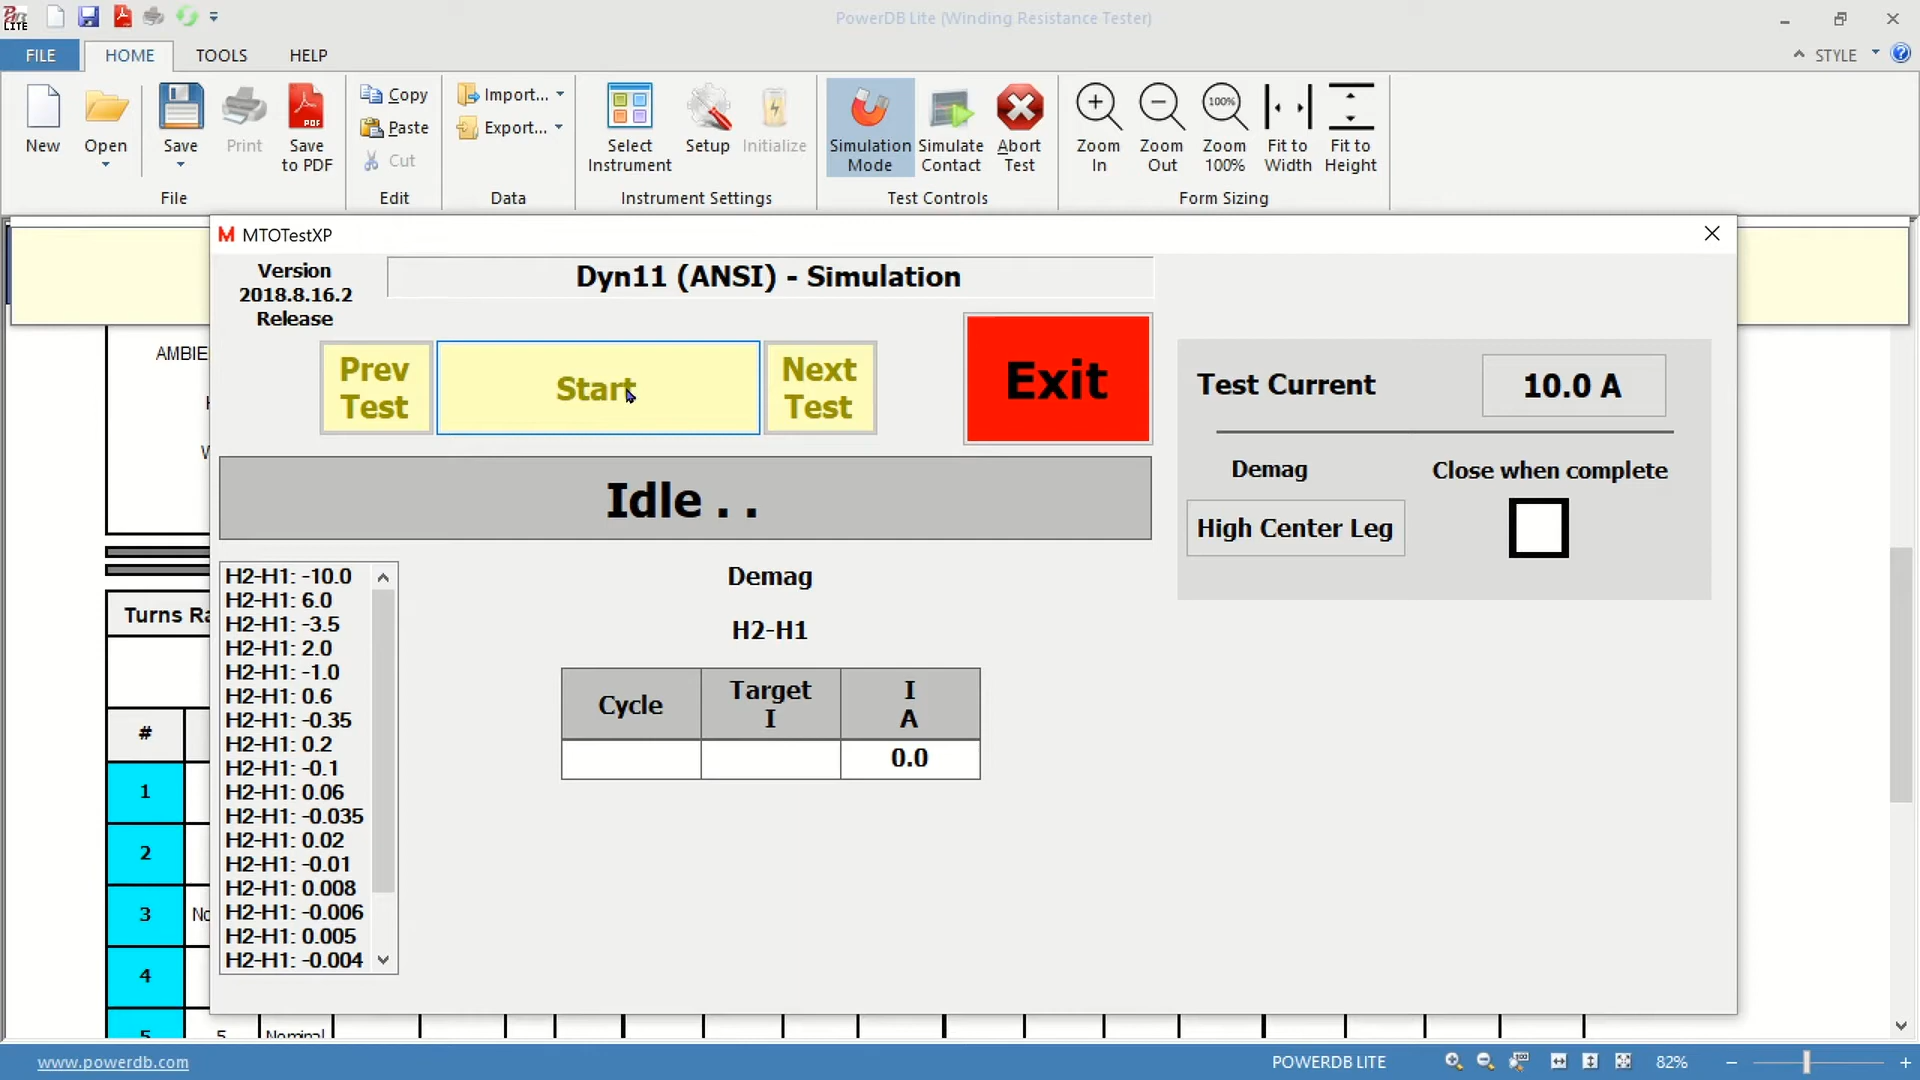 PowerDB Lite (Winding Resistance Tester)
LITE
FILE
HOME
TOOLS
HELP
STYLE
New
Open
Save
Print
Save
to PDF
Copy
Paste
Cut
Import...
Export...
Select
Instrument
Setup
Initialize
Simulation
Mode
Simulate
Contact
Abort
Test
Zoom
In
Zoom
Out
100%
Zoom
100%
Fit to
Width
Fit to
Height
File
Edit
Data
Instrument Settings
Test Controls
Form Sizing
MTOTestXP
Version
2018.8.16.2
Release
Dyn11 (ANSI) - Simulation
Prev
Test
Start
Next
Test
Exit
Test Current
10.0 A
Demag
Close when complete
High Center Leg
Idle . .
H2-H1: -10.0
H2-H1: 6.0
H2-H1: -3.5
H2-H1: 2.0
H2-H1: -1.0
H2-H1: 0.6
H2-H1: -0.35
H2-H1: 0.2
H2-H1: -0.1
H2-H1: 0.06
H2-H1: -0.035
H2-H1: 0.02
H2-H1: -0.01
H2-H1: 0.008
H2-H1: -0.006
H2-H1: 0.005
H2-H1: -0.004
Demag
H2-H1
Cycle
Target
I
I
A
0.0
AMBIE
Turns Ra
#
1
2
3
No
4
5
5
Nominal
www.powerdb.com
POWERDB LITE
82%